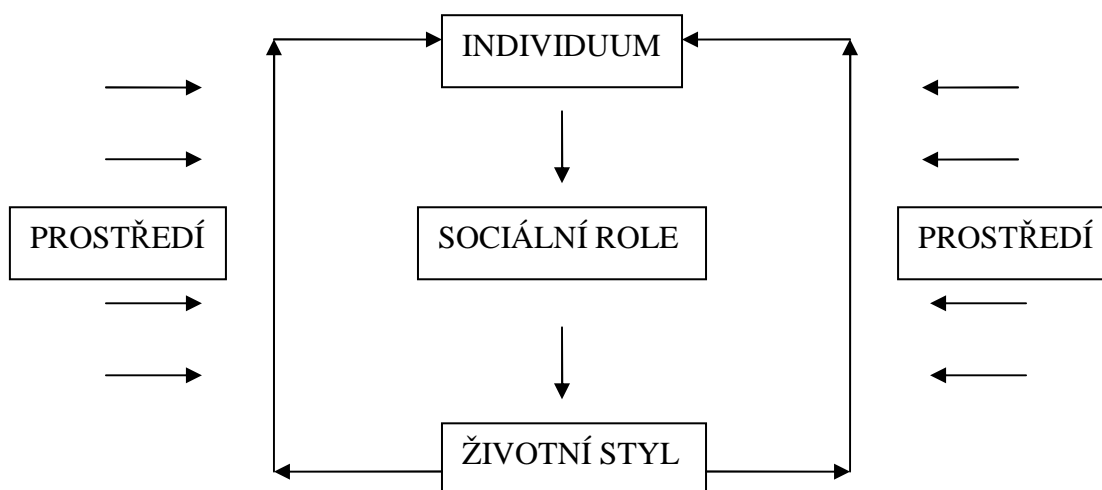 INDIVIDUUM
PROSTŘEDÍ
SOCIÁLNÍ ROLE
PROSTŘEDÍ
ŽIVOTNÍ STYL